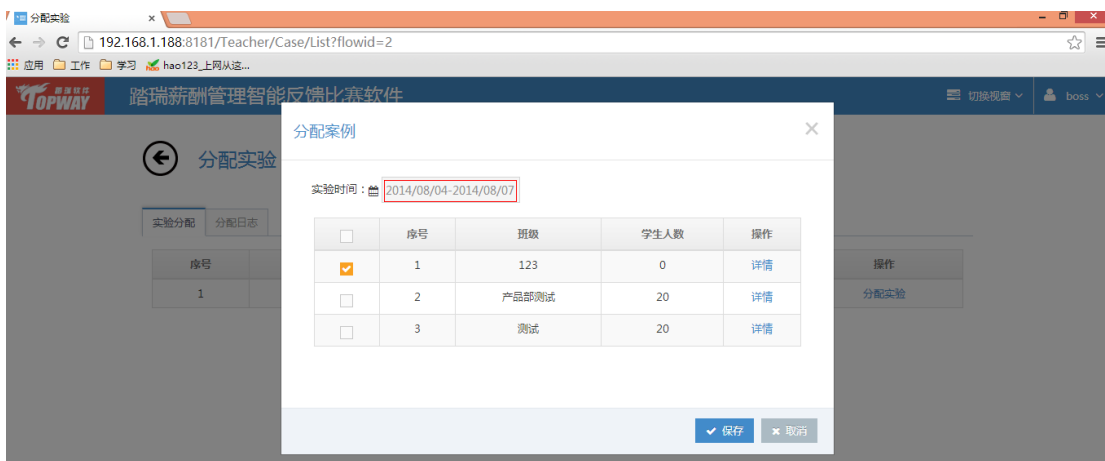 分配实验
192.168.1.188:8181/Teacher/Case/List?flowid=2
应用 工作 学习 hao123_上网从这...
TOPWAY 踏瑞薪酬管理智能反馈比赛软件 切换视窗 boss
分配案例
分配实验
实验时间： 2014/08/04-2014/08/07
实验分配 分配日志
序号 班级 学生人数 操作
1 123 0 详情
2 产品部测试 20 详情
3 测试 20 详情
序号 操作
1 分配实验
保存 取消